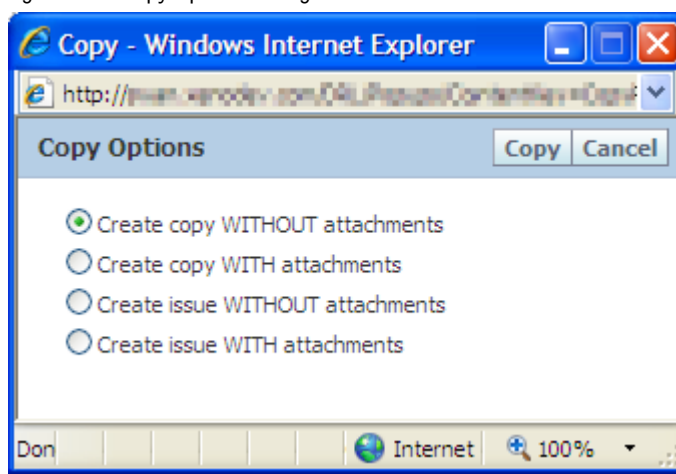 Copy - Windows Internet Explorer
http://
Copy Options
Copy Cancel
Create copy WITHOUT attachments
Create copy WITH attachments
Create issue WITHOUT attachments
Create issue WITH attachments
Don Internet 100%